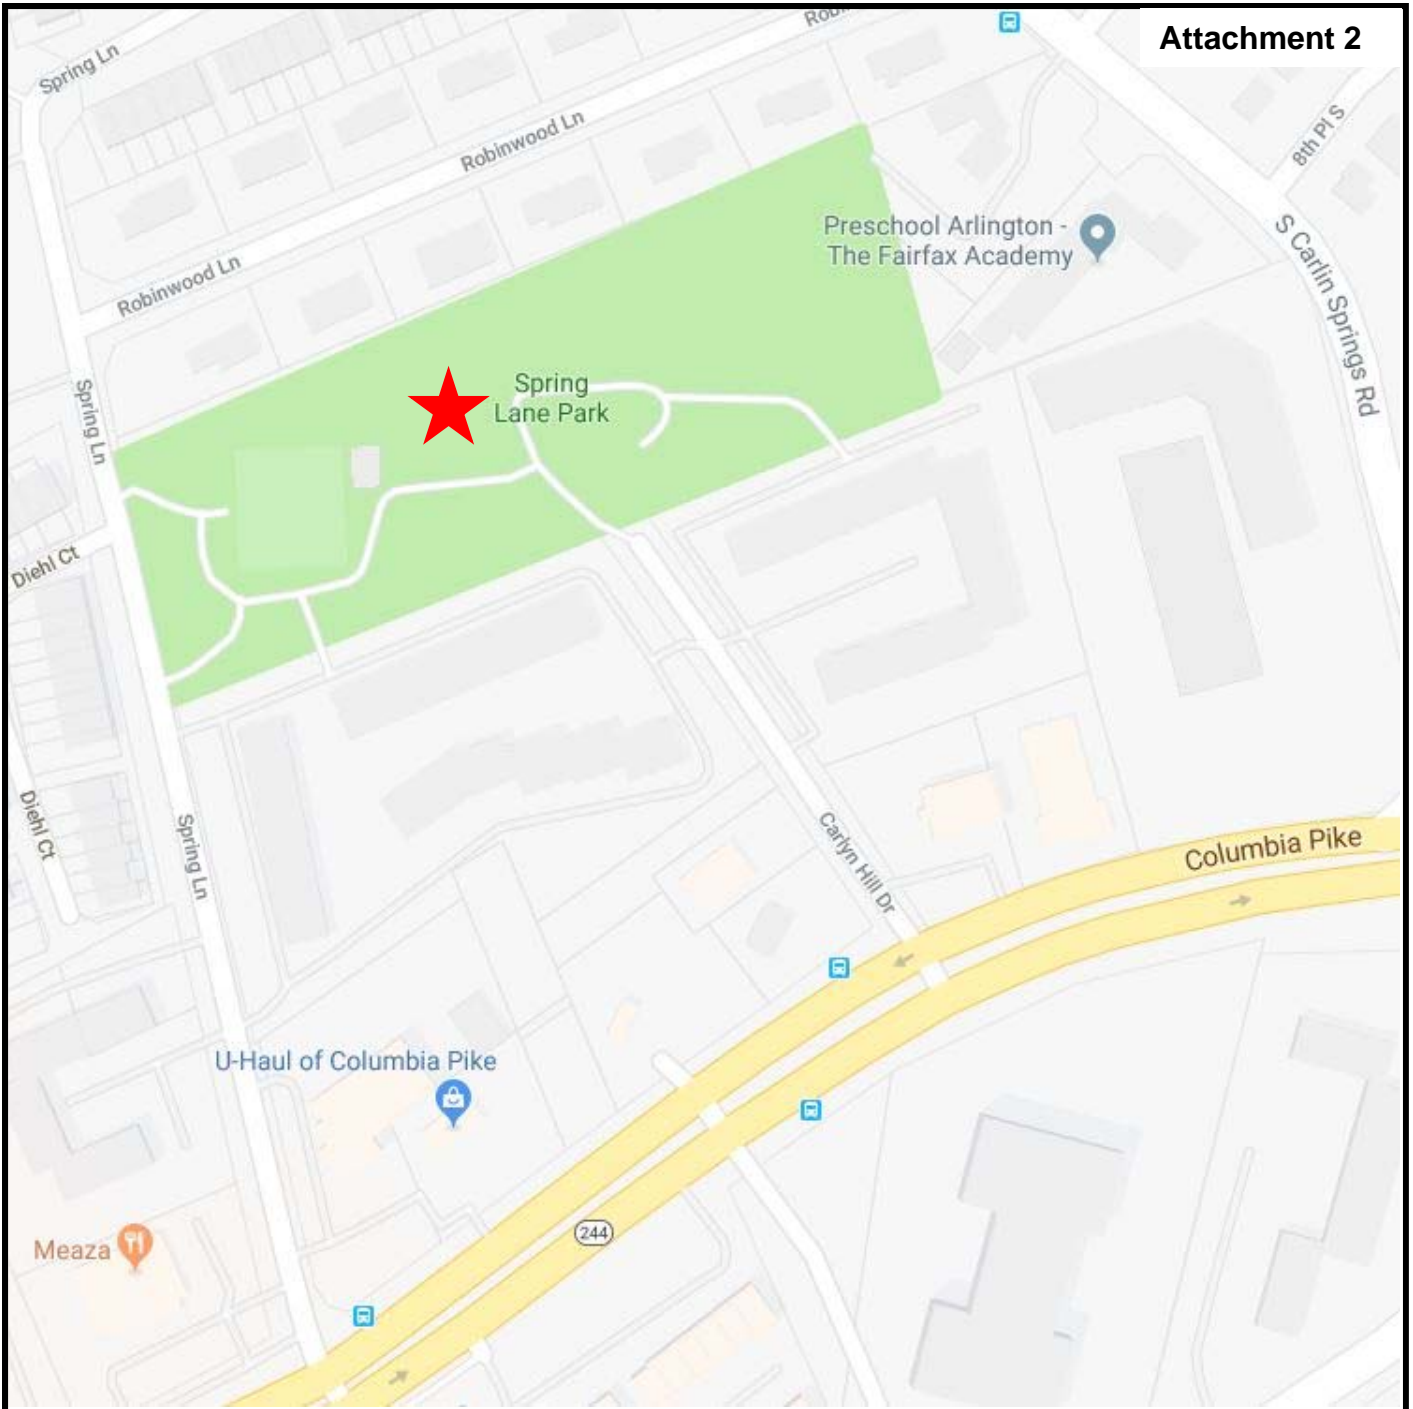 Attachment 2
Spring Ln
Robinwood Ln
8th Pl S
Preschool Arlington -
The Fairfax Academy
S Carlin Springs Rd
Robinwood Ln
Spring Ln
Spring
Lane Park
Diehl Ct
Diehl Ct
Spring Ln
Carlyn Hill Dr
Columbia Pike
U-Haul of Columbia Pike
244
Meaza